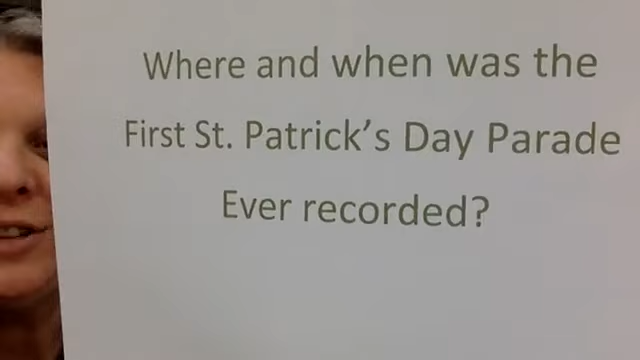 Where and when was the
First St. Patrick's Day Parade
Ever recorded?